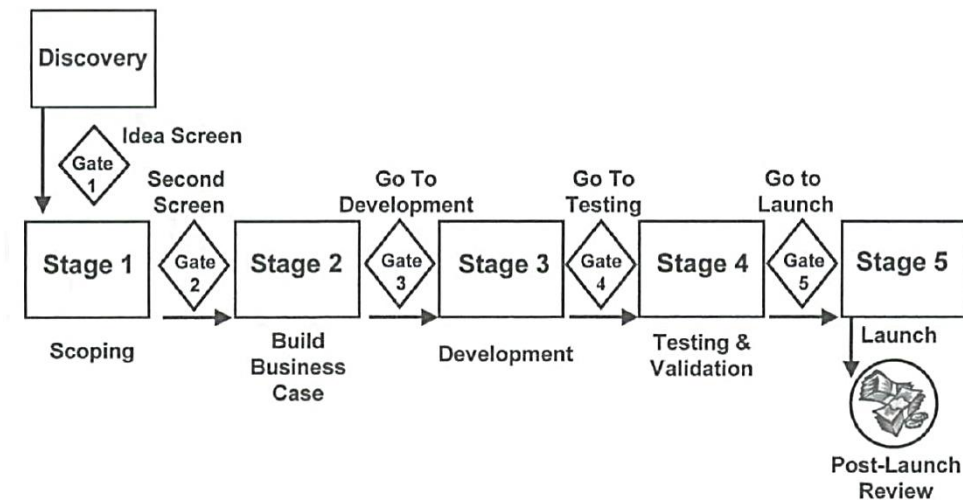 Discovery
Idea Screen
Gate
1
Second
Screen
Go To
Development
Go To
Testing
Go to
Launch
Stage 1
Gate
2
Stage 2
Gate
3
Stage 3
Gate
4
Stage 4
Gate
5
Stage 5
Scoping
Build
Business
Case
Development
Testing &
Validation
Launch
Post-Launch
Review